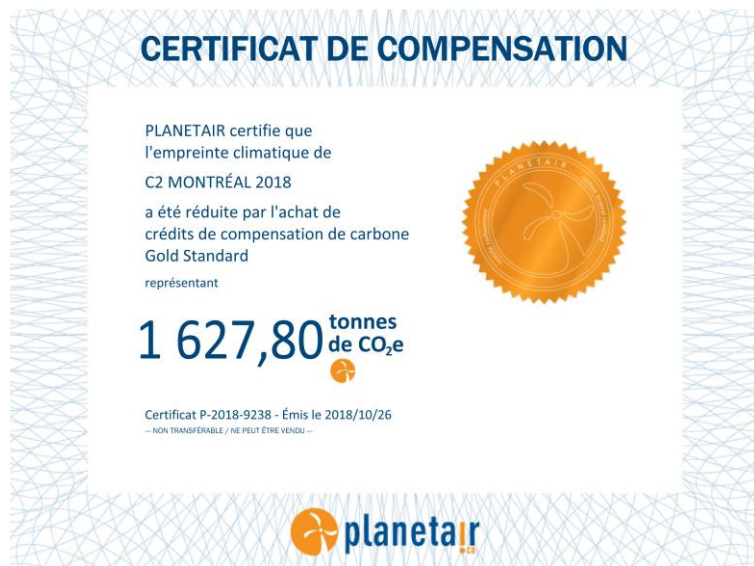 CERTIFICAT DE COMPENSATION
PLANETAIR certifie que
l'empreinte climatique de
C2 MONTRÉAL 2018
a été réduite par l'achat de
crédits de compensation de carbone
Gold Standard
représentant
1 627,80 tonnes
de CO₂e
Certificat P-2018-9238 - Émis le 2018/10/26
— NON TRANSFÉRABLE / NE PEUT ÊTRE VENDU —
PLANETAIR
planetair
.ca